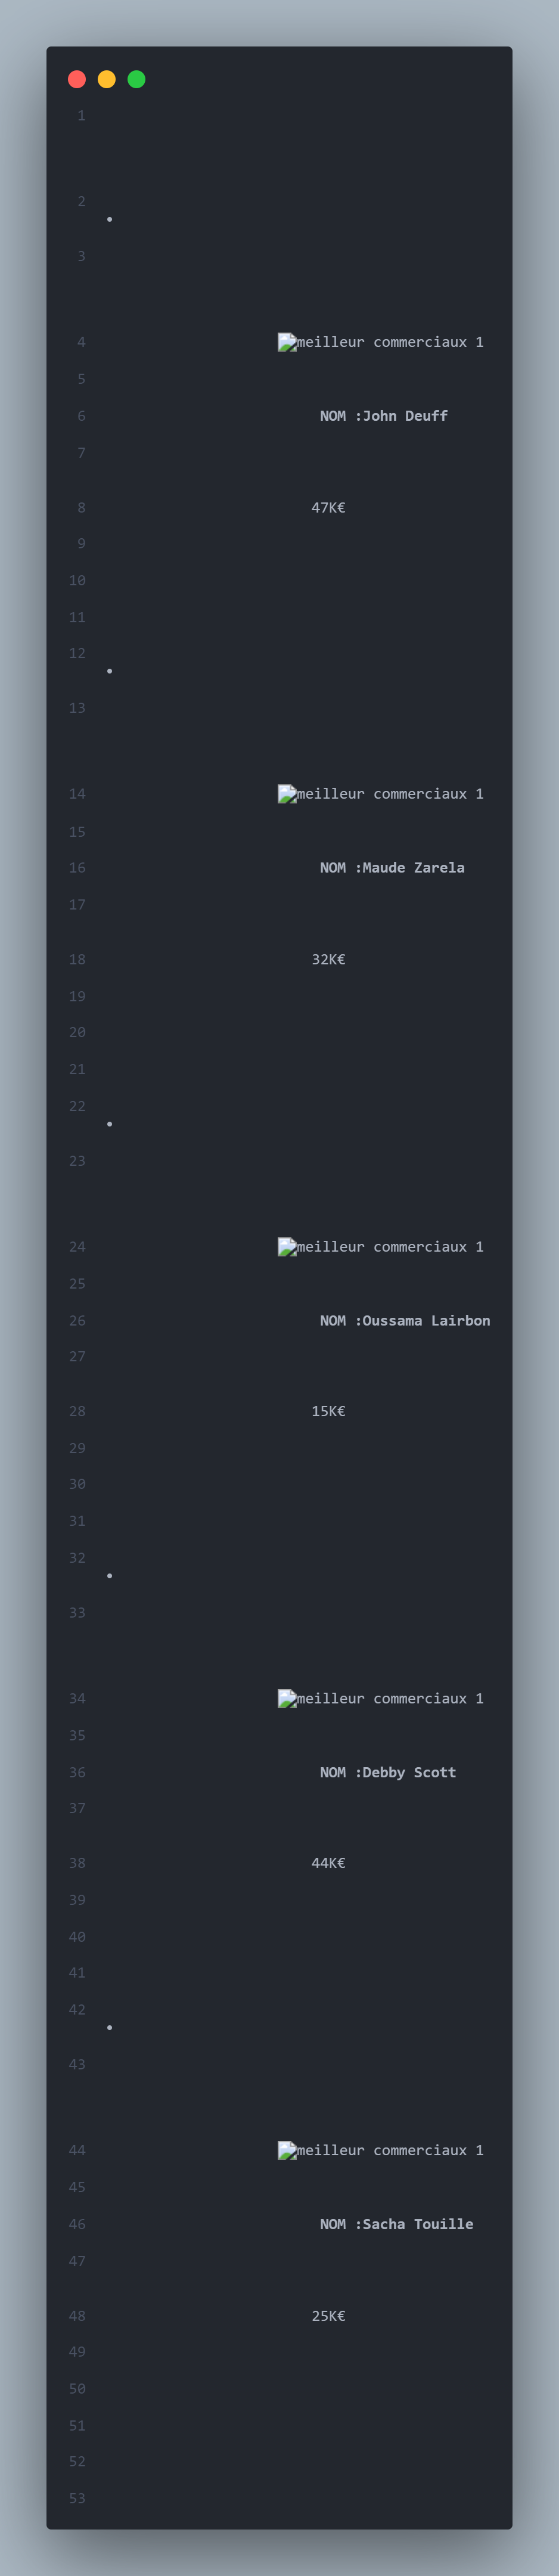 1
2
•
3
4 meilleur commerciaux 1
5
6 NOM :John Deuff
7
8 47K€
9
10
11
12
•
13
14 meilleur commerciaux 1
15
16 NOM :Maude Zarela
17
18 32K€
19
20
21
22
•
23
24 meilleur commerciaux 1
25
26 NOM :Oussama Lairbon
27
28 15K€
29
30
31
32
•
33
34 meilleur commerciaux 1
35
36 NOM :Debby Scott
37
38 44K€
39
40
41
42
•
43
44 meilleur commerciaux 1
45
46 NOM :Sacha Touille
47
48 25K€
49
50
51
52
53